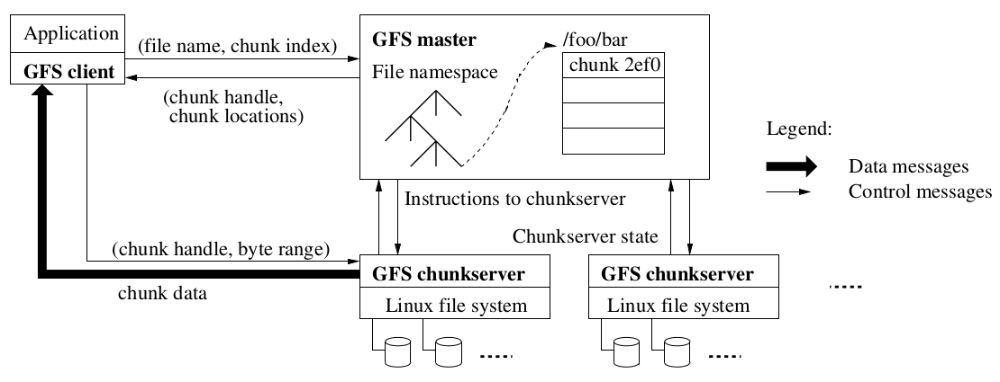 Application
GFS client
(file name, chunk index)
(chunk handle,
chunk locations)
GFS master
File namespace
/foo/bar
chunk 2ef0
Legend:
Data messages
Control messages
Instructions to chunkserver
Chunkserver state
(chunk handle, byte range)
chunk data
GFS chunkserver
Linux file system
GFS chunkserver
Linux file system